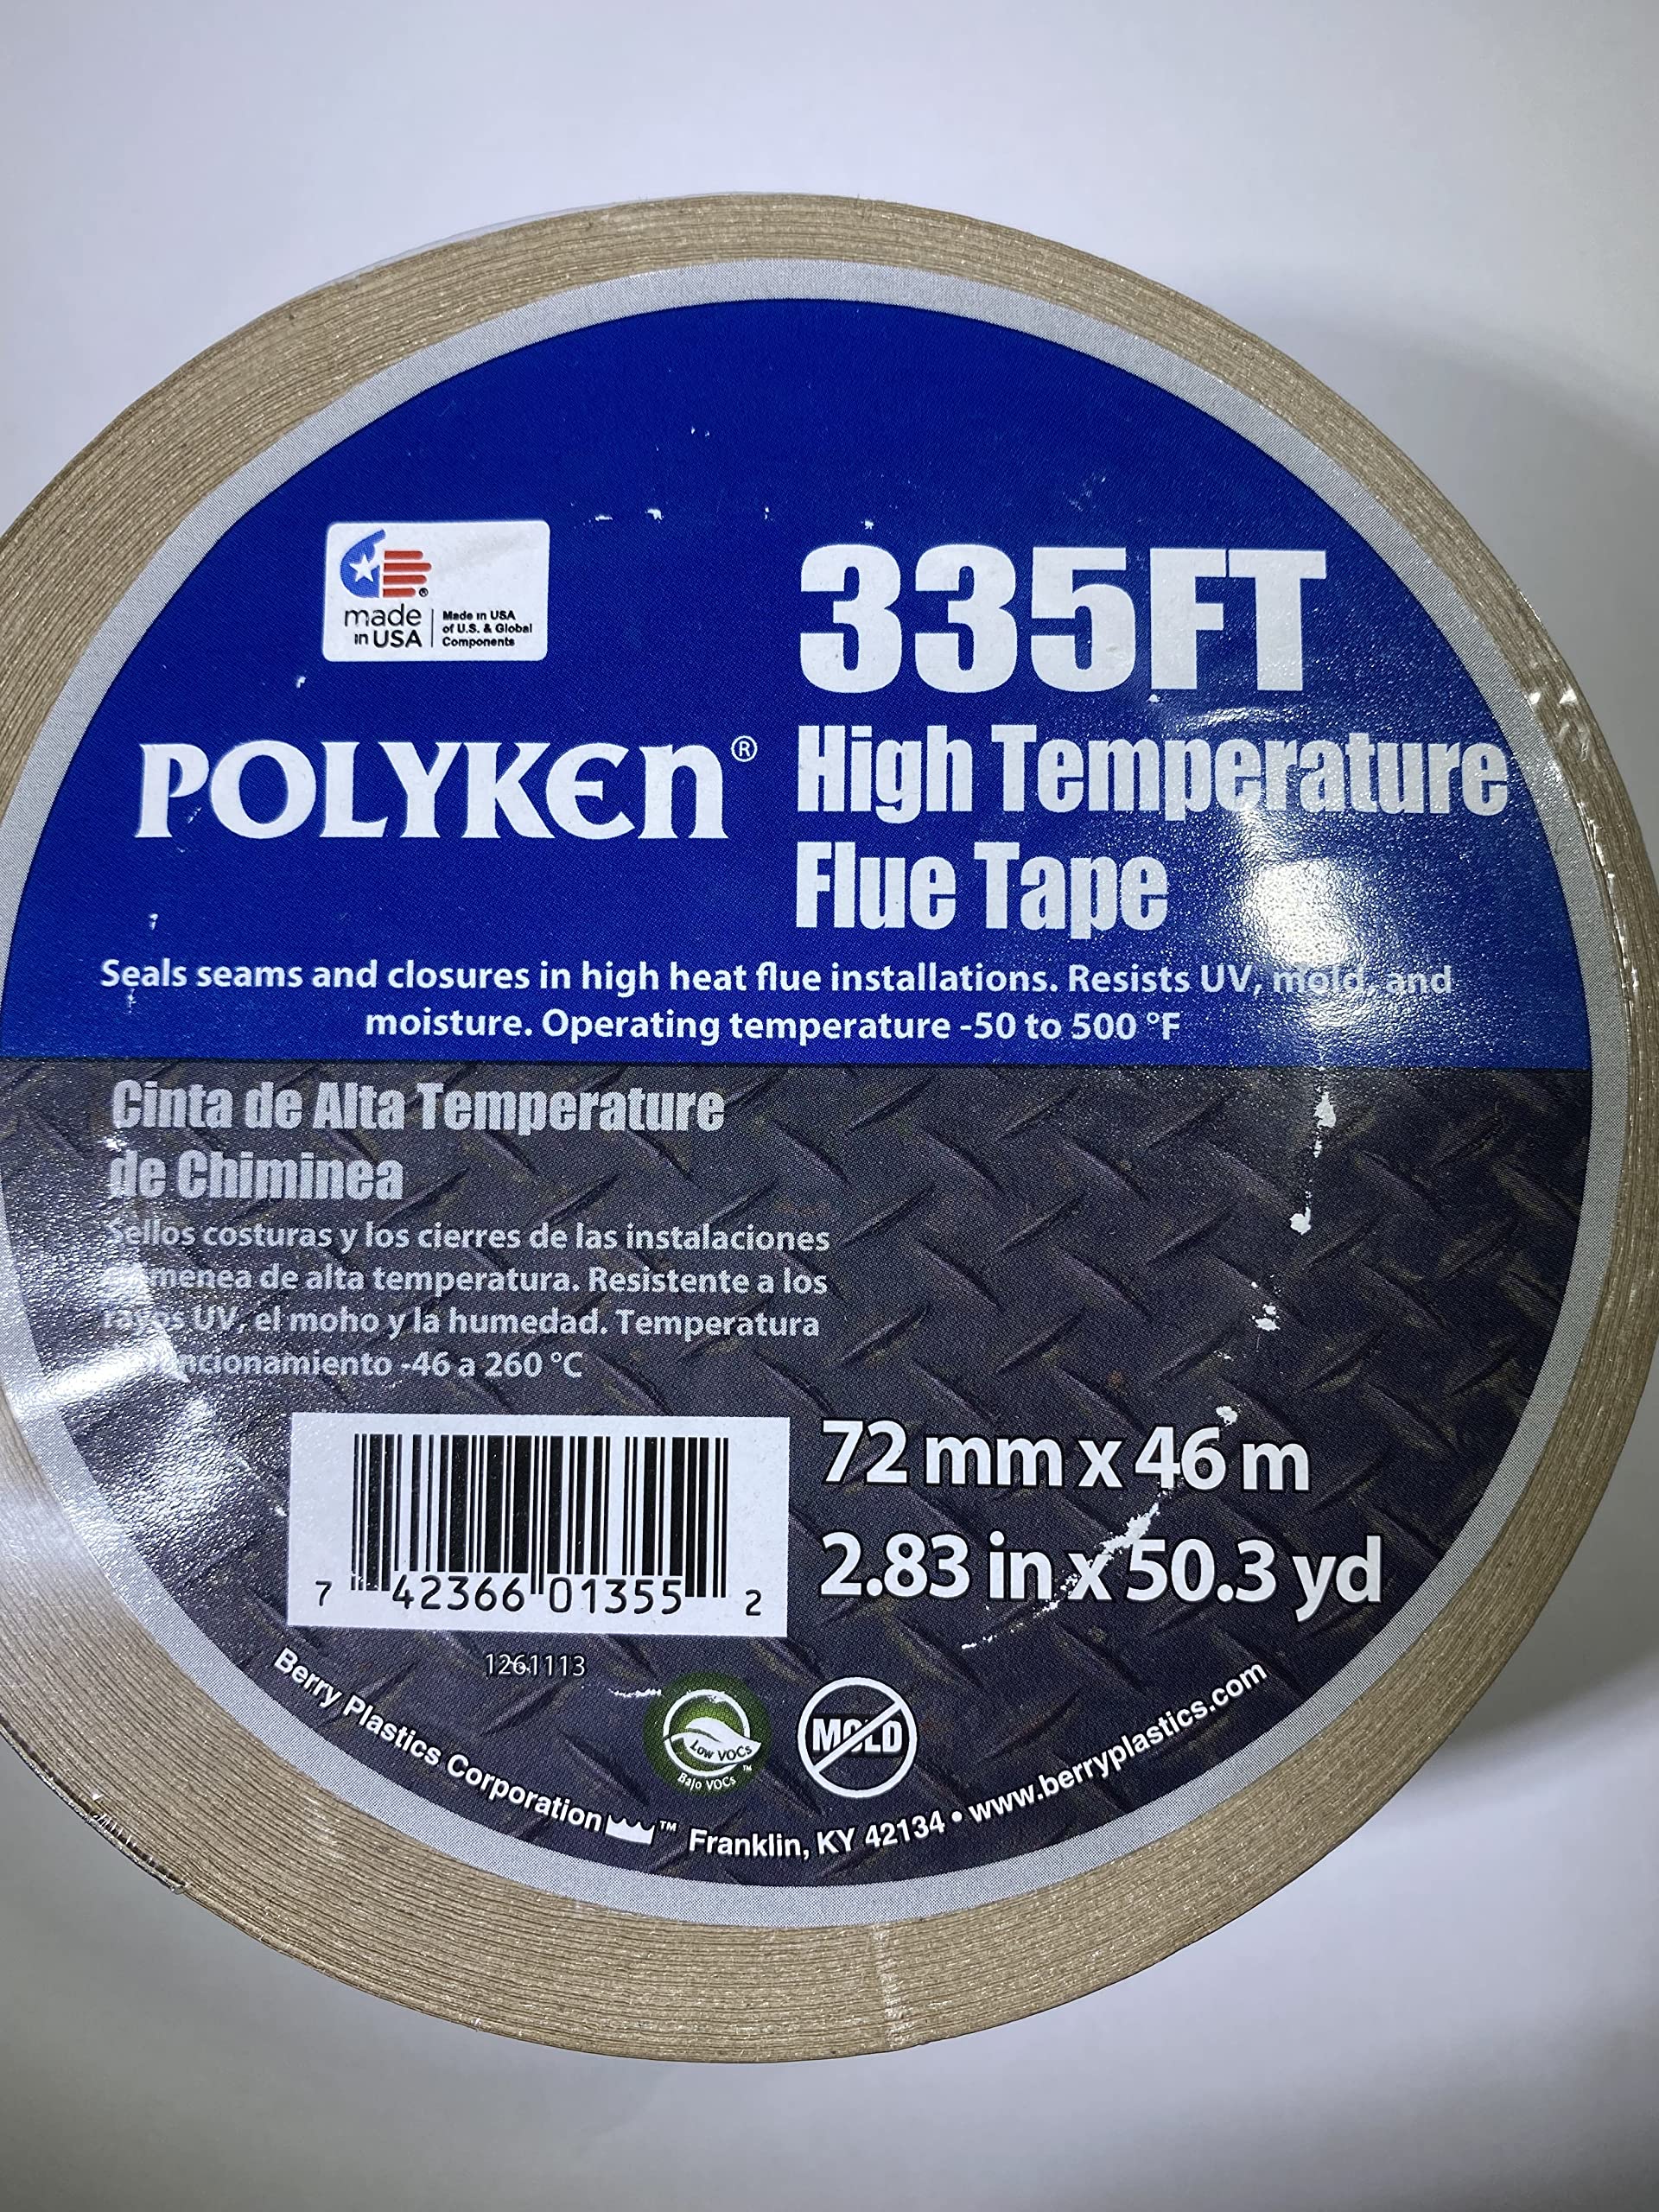 made
in USA
Made in USA
of U.S. & Global
Components
335FT
POLYKEN®
High Temperature
Flue Tape
Seals seams and closures in high heat flue installations. Resists UV, mold, and
moisture. Operating temperature -50 to 500 °F
Cinta de Alta Temperature
de Chiminea
Sellos costuras y los cierres de las instalaciones
de alta temperatura. Resistente a los
rayos UV, el moho y la humedad. Temperatura
-46 a 260 °C
72 mm x 46 m
2.83 in x 50.3 yd
7 42366 01355 2
1261113
Low VOCs
Bajo VOCs™
MOLD
Berry Plastics Corporation ™ Franklin, KY 42134 • www.berryplastics.com